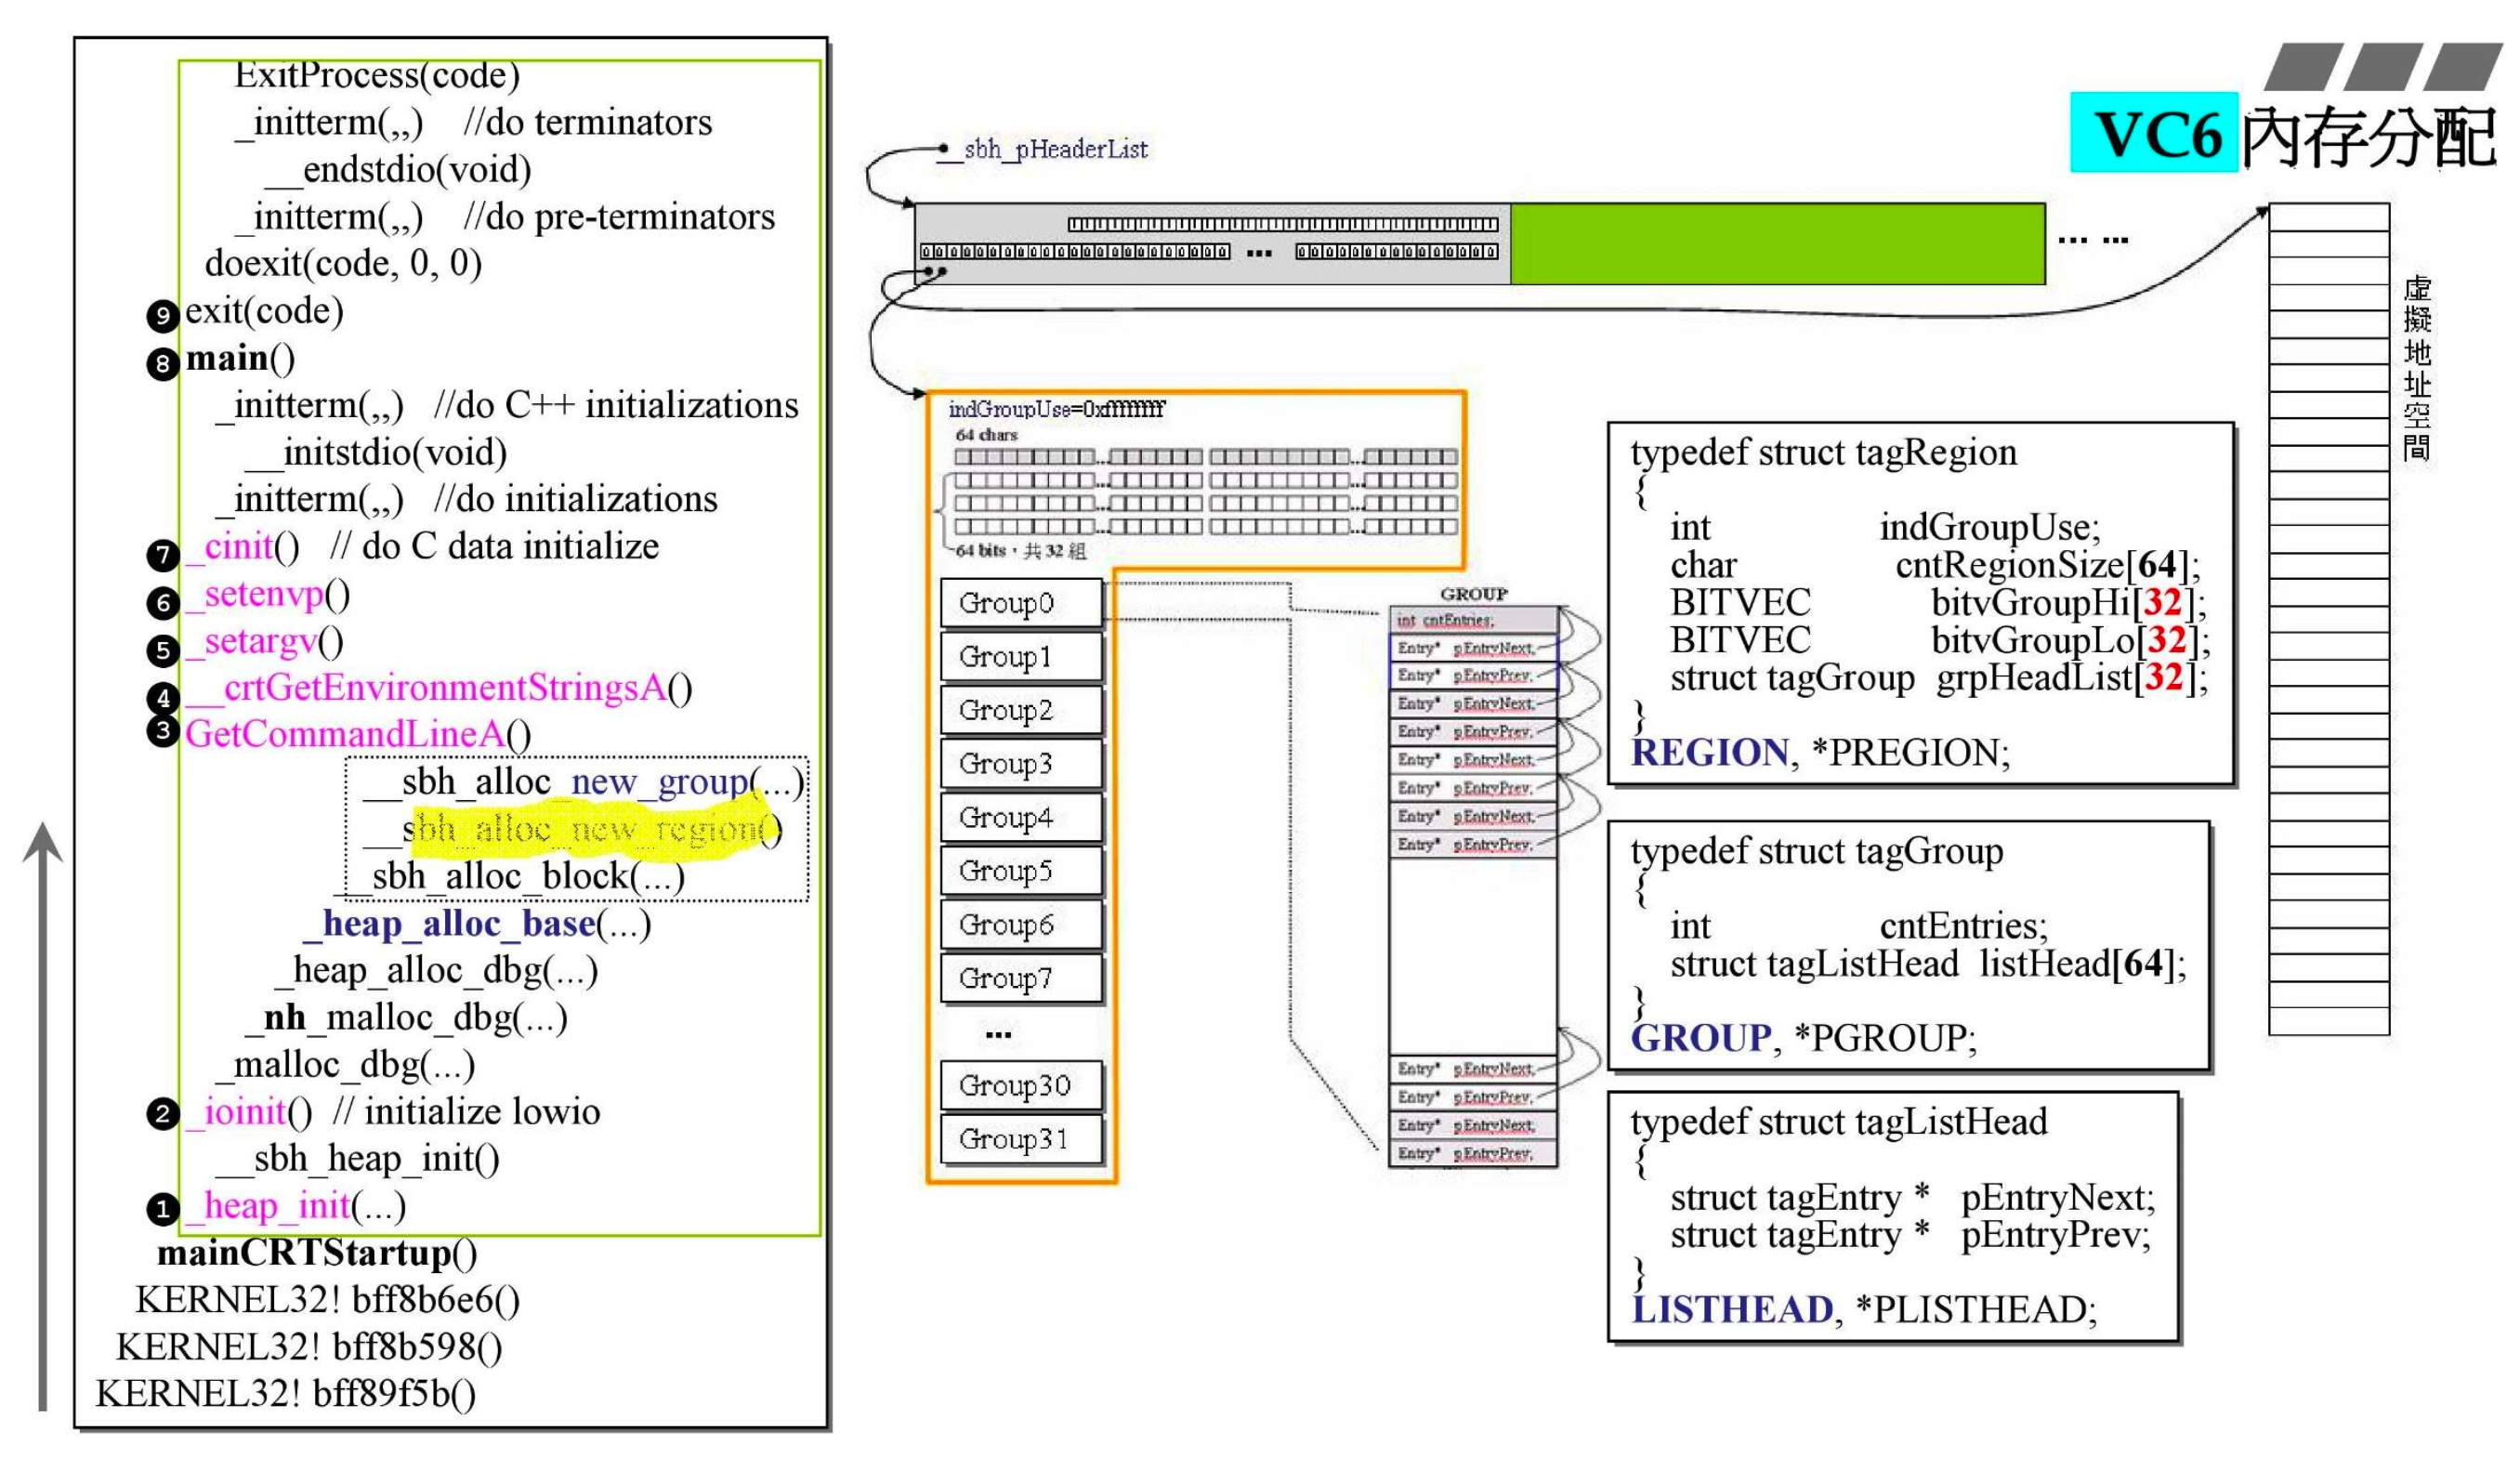 VC6 內存分配
ExitProcess(code)
_initterm(,,) //do terminators
__endstdio(void)
_initterm(,,) //do pre-terminators
doexit(code, 0, 0)
9 exit(code)
8 main()
_initterm(,,) //do C++ initializations
__initstdio(void)
_initterm(,,) //do initializations
7 _cinit() // do C data initialize
6 _setenvp()
5 _setargv()
4 __crtGetEnvironmentStringsA()
3 GetCommandLineA()
__sbh_alloc_new_group(...)
__sbh_alloc_new_region()
__sbh_alloc_block(...)
_heap_alloc_base(...)
_heap_alloc_dbg(...)
_nh_malloc_dbg(...)
_malloc_dbg(...)
2 _ioinit() // initialize lowio
__sbh_heap_init()
1 _heap_init(...)
mainCRTStartup()
KERNEL32! bff8b6e6()
KERNEL32! bff8b598()
KERNEL32! bff89f5b()
__sbh_pHeaderList
... ...
虛擬地址空間
indGroupUse=0xffffffff
64 chars
64 bits，共 32 組
Group0
Group1
Group2
Group3
Group4
Group5
Group6
Group7
...
Group30
Group31
GROUP
int cntEntries;
Entry* pEntryNext;
Entry* pEntryPrev;
Entry* pEntryNext;
Entry* pEntryPrev;
Entry* pEntryNext;
Entry* pEntryPrev;
Entry* pEntryNext;
Entry* pEntryPrev;
Entry* pEntryNext;
Entry* pEntryPrev;
Entry* pEntryNext;
Entry* pEntryPrev;
typedef struct tagRegion
{
int indGroupUse;
char cntRegionSize[64];
BITVEC bitvGroupHi[32];
BITVEC bitvGroupLo[32];
struct tagGroup grpHeadList[32];
}
REGION, *PREGION;
typedef struct tagGroup
{
int cntEntries;
struct tagListHead listHead[64];
}
GROUP, *PGROUP;
typedef struct tagListHead
{
struct tagEntry * pEntryNext;
struct tagEntry * pEntryPrev;
}
LISTHEAD, *PLISTHEAD;